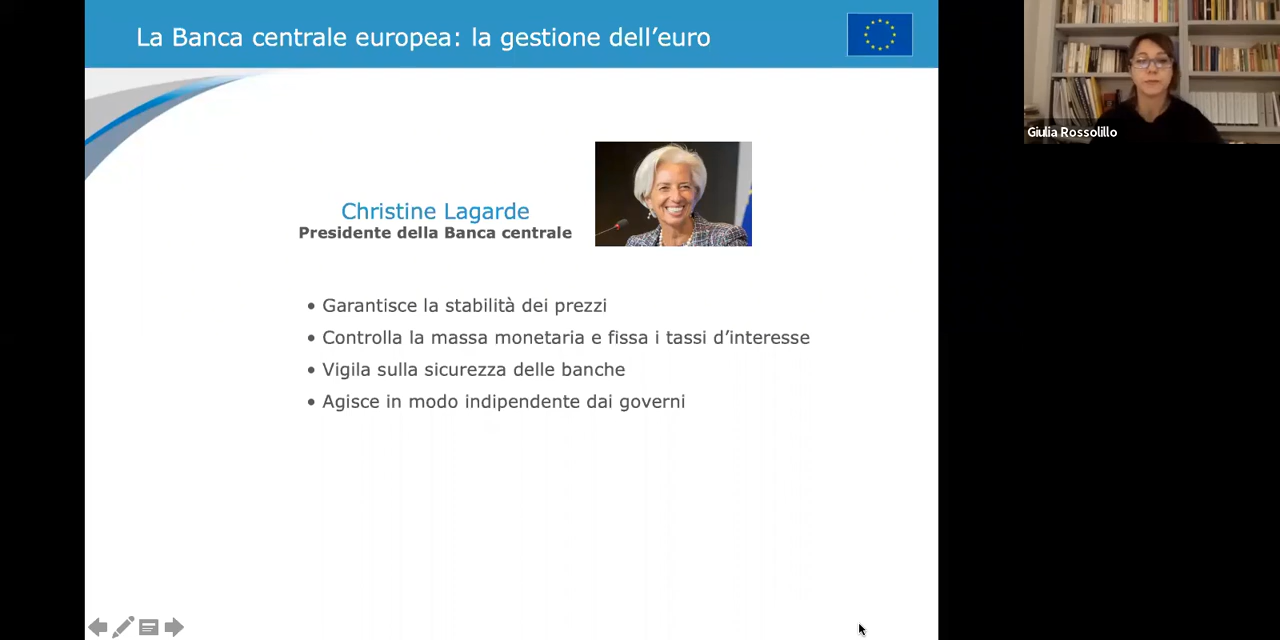 La Banca centrale europea: la gestione dell’euro
Giulia Rossolillo
Christine Lagarde
Presidente della Banca centrale
• Garantisce la stabilità dei prezzi
• Controlla la massa monetaria e fissa i tassi d’interesse
• Vigila sulla sicurezza delle banche
• Agisce in modo indipendente dai governi